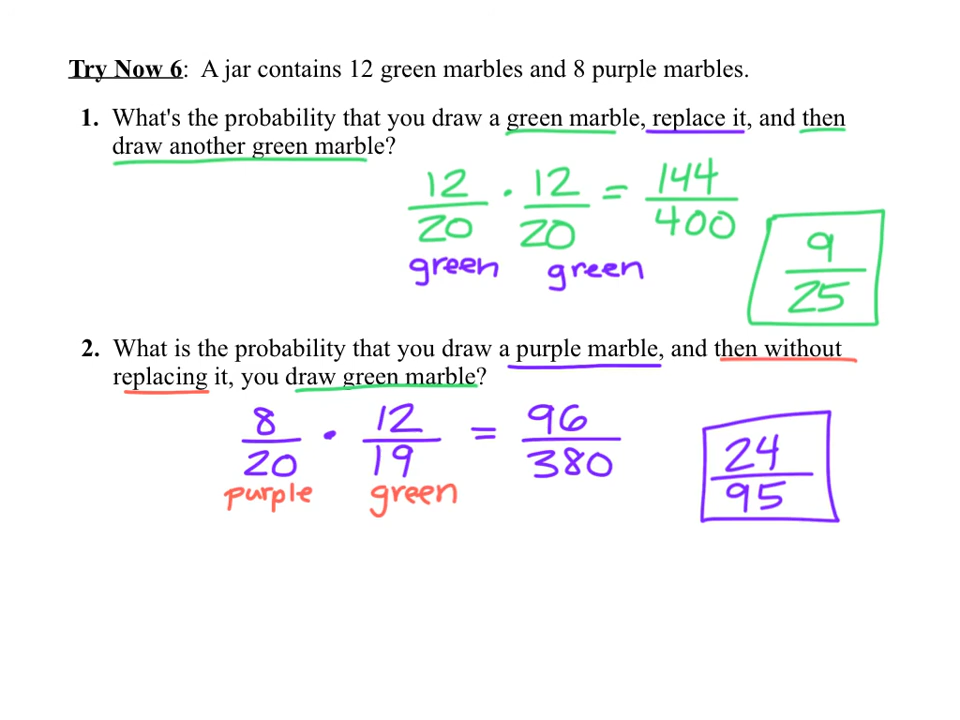 Try Now 6: A jar contains 12 green marbles and 8 purple marbles.
1. What's the probability that you draw a green marble, replace it, and then
draw another green marble?
12/20 · 12/20 = 144/400
green green
9/25
2. What is the probability that you draw a purple marble, and then without
replacing it, you draw green marble?
8/20 · 12/19 = 96/380
24/95
purple green